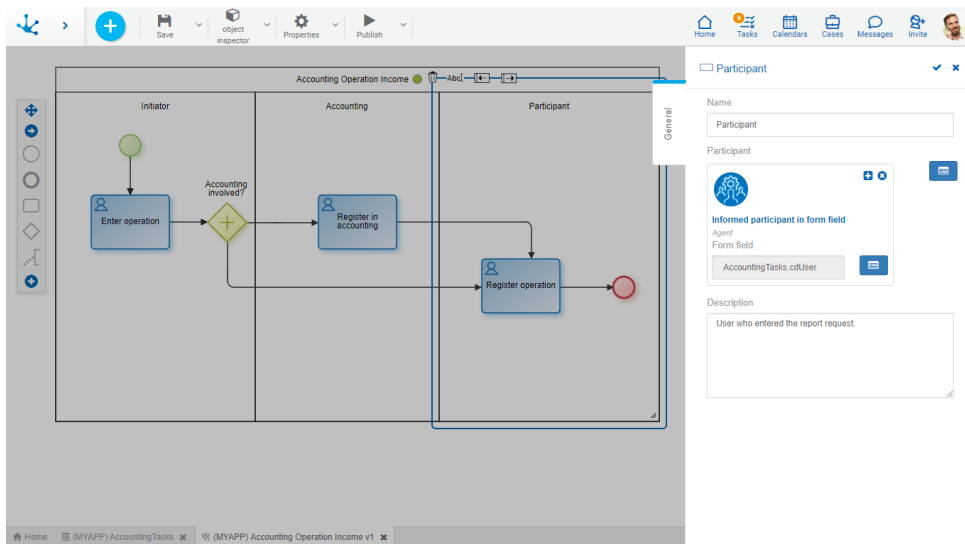 Save
object
inspector
Properties
Publish
Home
9
Tasks
Calendars
Cases
Messages
Invite
Accounting Operation Income
Abc
Initiator
Accounting
Participant
Enter operation
Accounting
involved?
Register in
accounting
Register operation
General
Participant
Name
Participant
Participant
Informed participant in form field
Agent
Form field
AccountingTasks.cdUser
Description
User who entered the report request.
Home
(MYAPP) AccountingTasks
(MYAPP) Accounting Operation Income v1